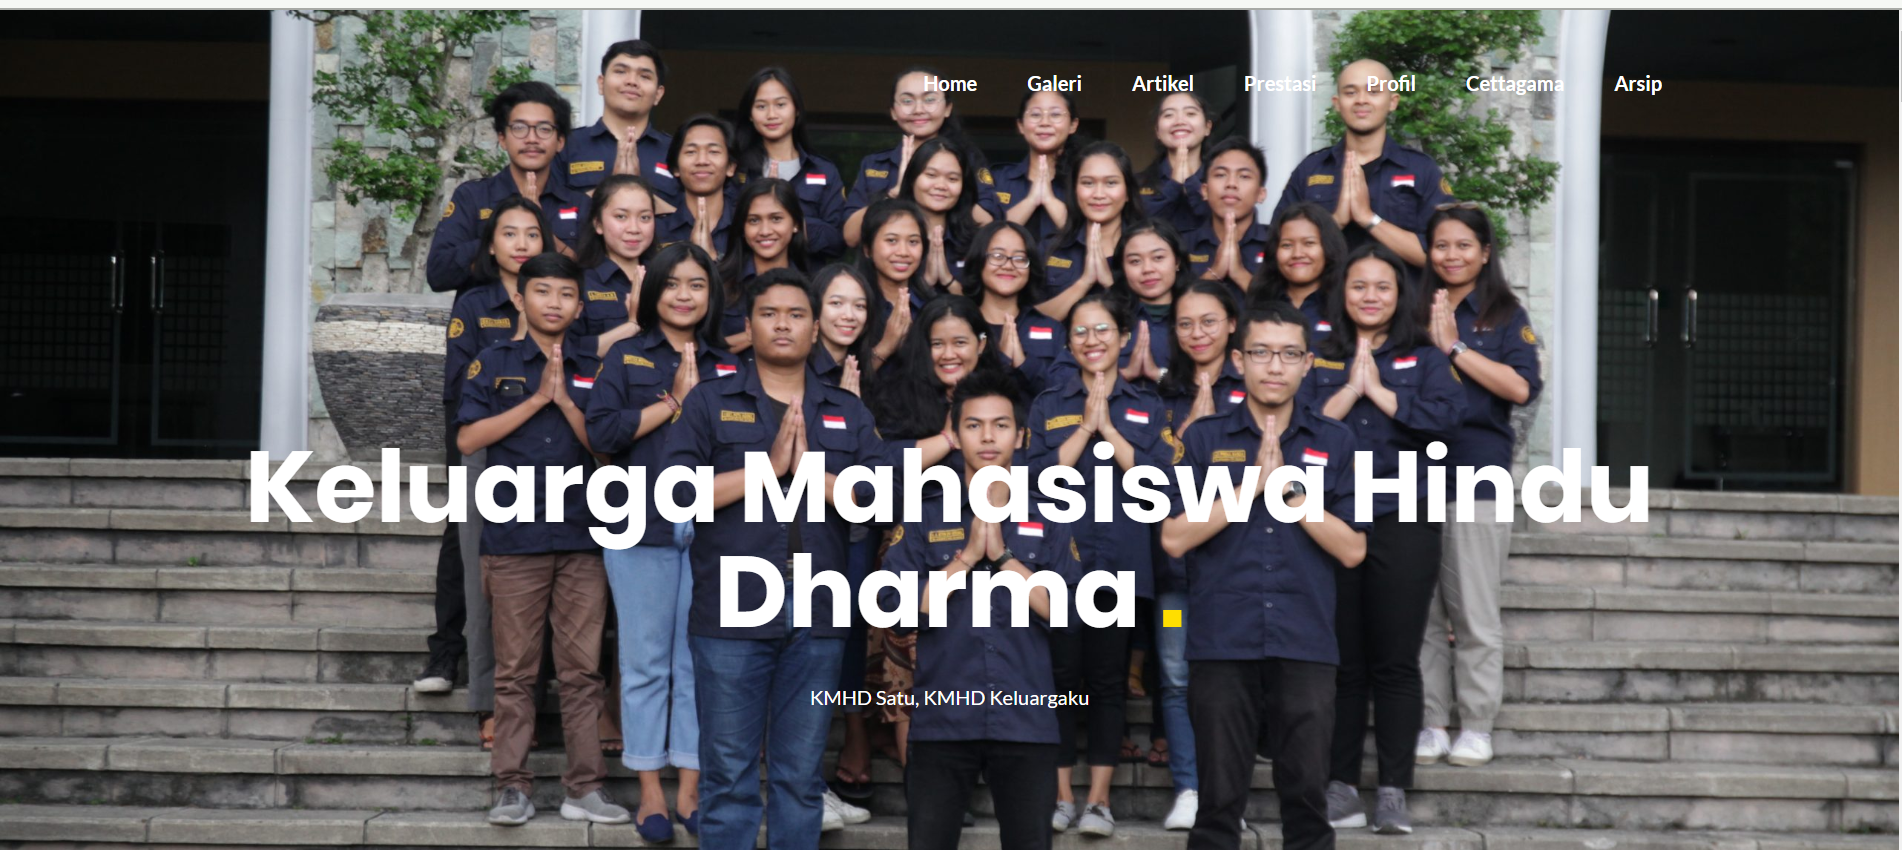 Home Galeri Artikel Prestasi Profil Cettagama Arsip
Keluarga Mahasiswa Hindu
Dharma .
KMHD Satu, KMHD Keluargaku